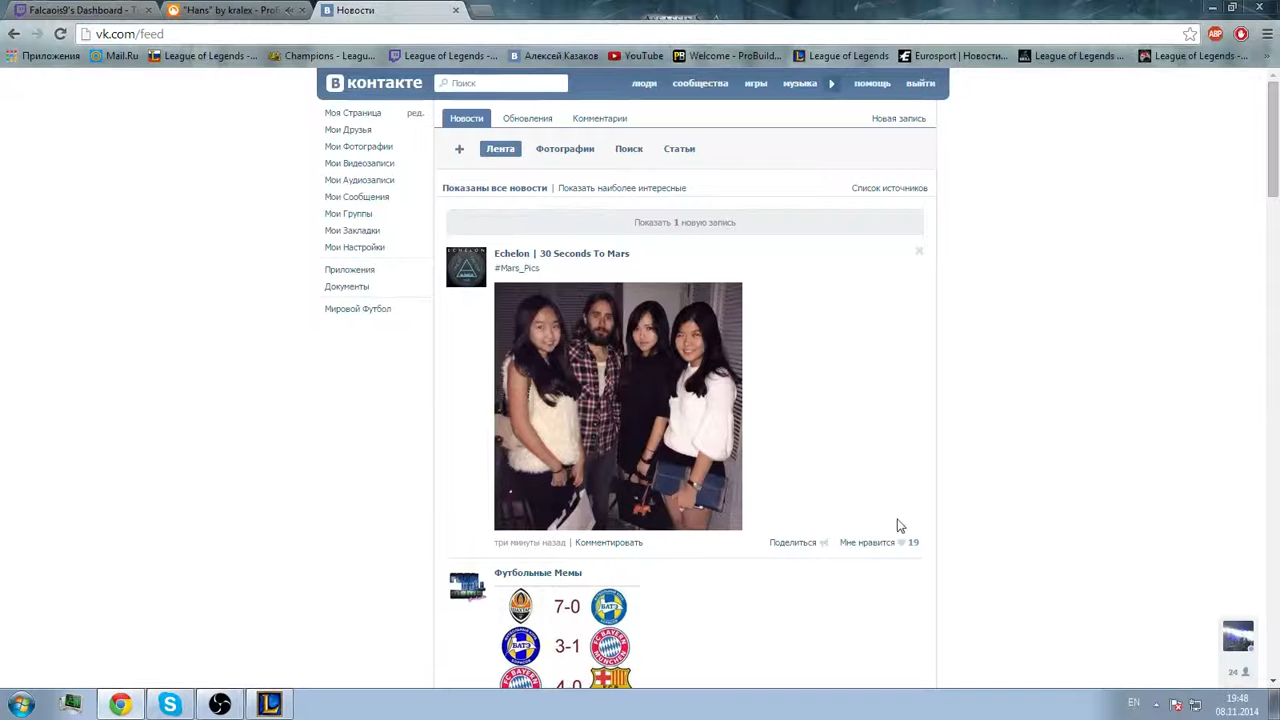 Falcaois9's Dashboard - Tw
"Hans" by kralex - Prof
Новости
vk.com/feed
Приложения
Mail.Ru
League of Legends -...
Champions - Leagu...
League of Legends -...
Алексей Казаков
YouTube
Welcome - ProBuild...
League of Legends
Eurosport | Новости...
League of Legends -...
League of Legends -...
В контакте
Поиск
люди сообщества игры музыка помощь выйти
Моя Страница ред.
Мои Друзья
Мои Фотографии
Мои Видеозаписи
Мои Аудиозаписи
Мои Сообщения
Мои Группы
Мои Закладки
Мои Настройки
Приложения
Документы
Мировой Футбол
Новости Обновления Комментарии Новая запись
Лента Фотографии Поиск Статьи
Показаны все новости | Показать наиболее интересные Список источников
Показать 1 новую запись
Echelon | 30 Seconds To Mars
#Mars_Pics
три минуты назад | Комментировать Поделиться Мне нравится 19
Футбольные Мемы
7-0
3-1
4-0
24
EN
19:48
08.11.2014